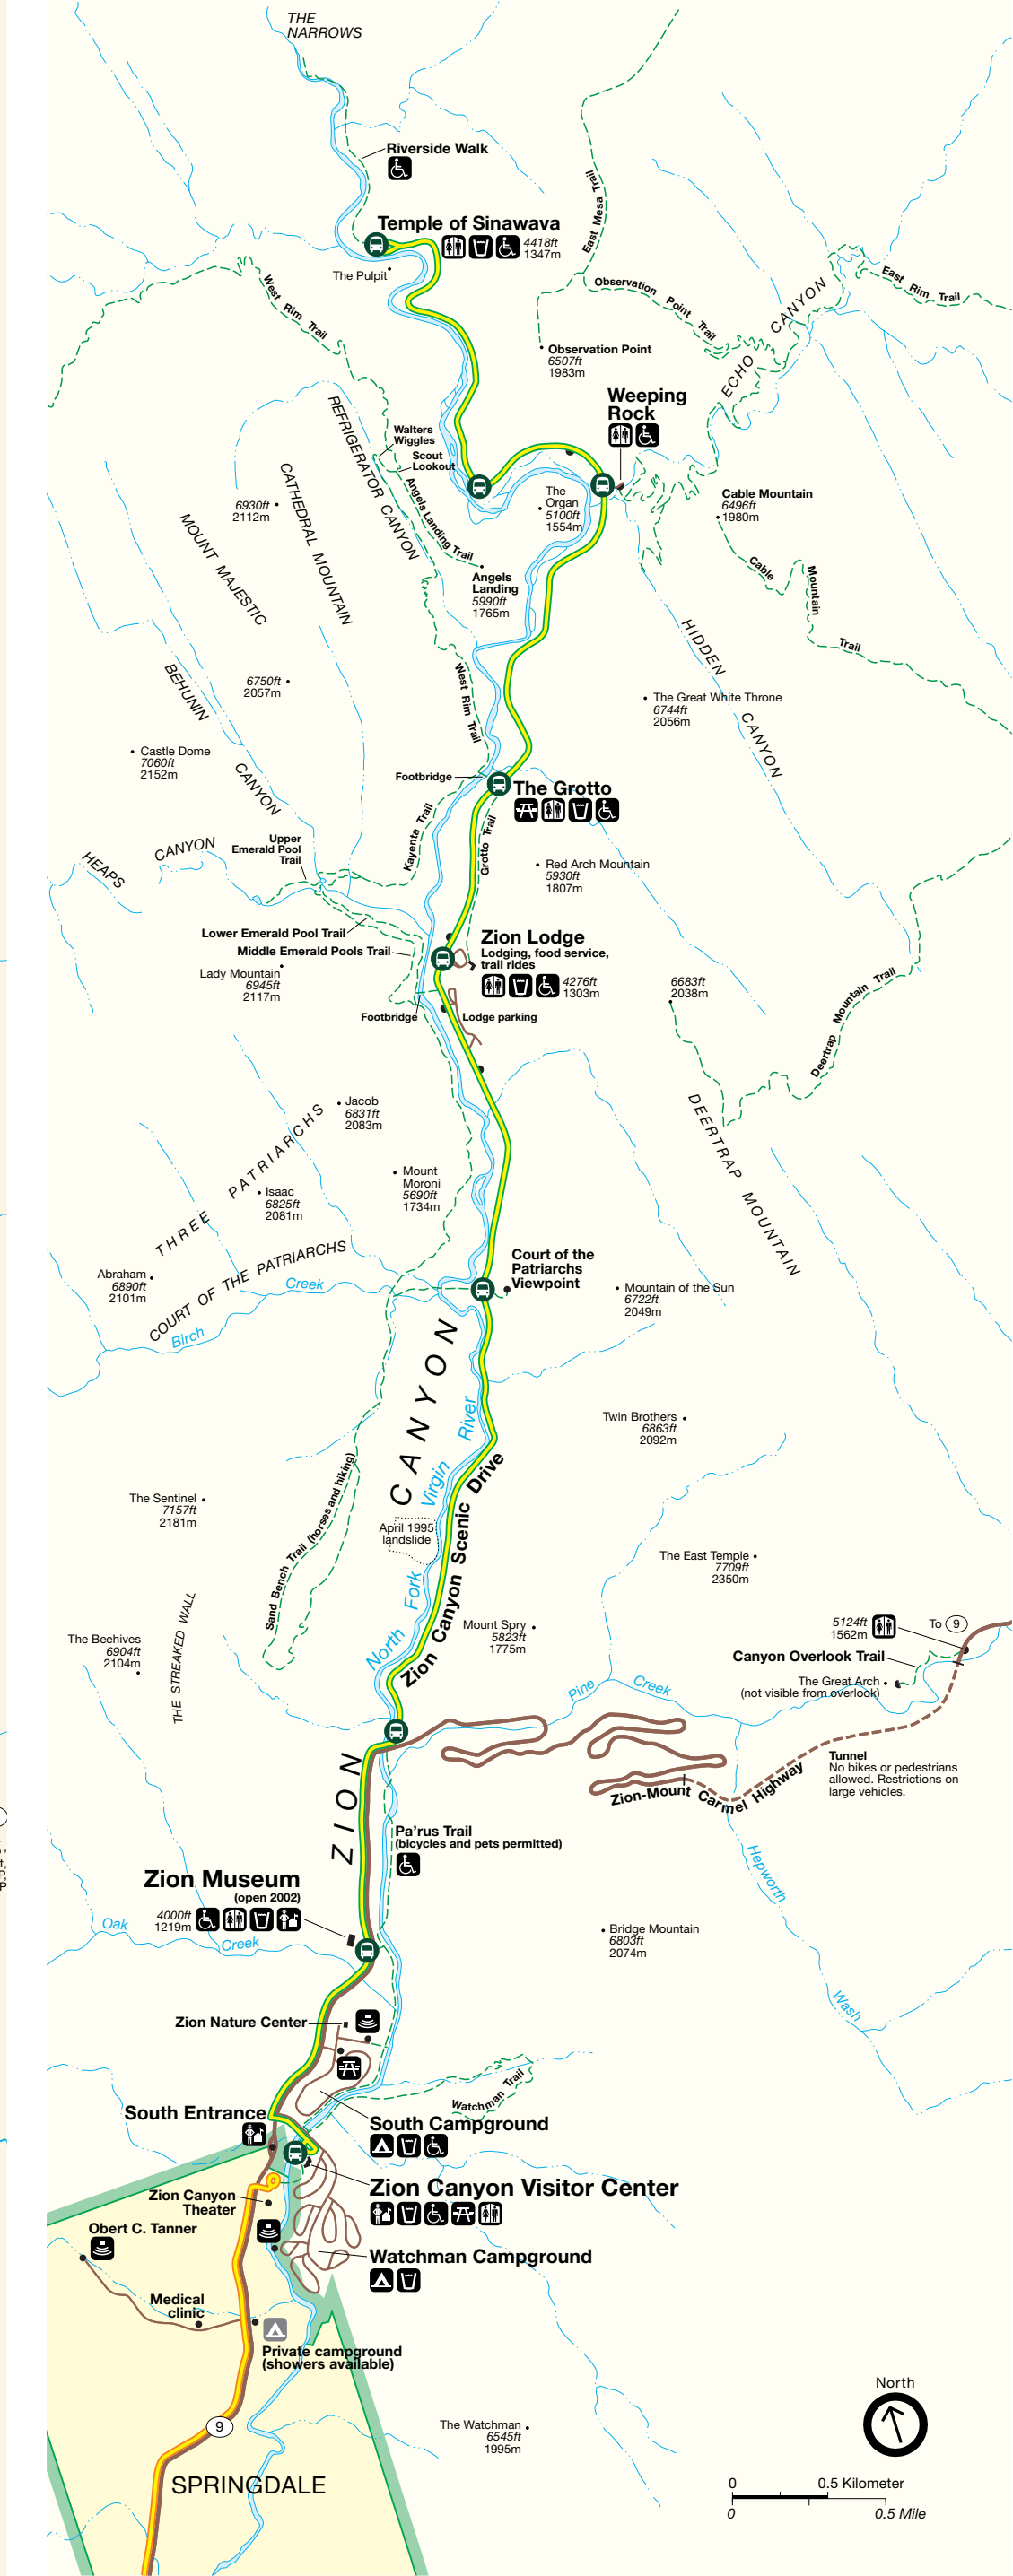 THE
NARROWS
Riverside Walk
Temple of Sinawava
4418ft
1347m
The Pulpit
East Mesa Trail
West Rim Trail
Observation Point Trail
East Rim Trail
ECHO CANYON
Observation Point
6507ft
1983m
Weeping
Rock
Walters
Wiggles
Scout
Lookout
REFRIGERATOR CANYON
Angels Landing Trail
CATHEDRAL MOUNTAIN
6930ft
2112m
MOUNT MAJESTIC
The
Organ
5100ft
1554m
Cable Mountain
6496ft
1980m
Cable Mountain Trail
Angels
Landing
5990ft
1765m
HIDDEN CANYON
BEHUNIN CANYON
6750ft
2057m
West Rim Trail
The Great White Throne
6744ft
2056m
Castle Dome
7060ft
2152m
Footbridge
The Grotto
Kayenta Trail
Grotto Trail
Upper
Emerald Pool
Trail
HEAPS CANYON
Red Arch Mountain
5930ft
1807m
Lower Emerald Pool Trail
Middle Emerald Pools Trail
Zion Lodge
Lodging, food service,
trail rides
4276ft
1303m
Lady Mountain
6945ft
2117m
Footbridge
Lodge parking
6683ft
2038m
Deertrap Mountain Trail
DEERTRAP MOUNTAIN
Jacob
6831ft
2083m
THREE PATRIARCHS
Mount
Moroni
5690ft
1734m
Isaac
6825ft
2081m
Abraham
6890ft
2101m
COURT OF THE PATRIARCHS
Birch Creek
Court of the
Patriarchs
Viewpoint
Mountain of the Sun
6722ft
2049m
ZION CANYON
Twin Brothers
6863ft
2092m
North Fork Virgin River
Zion Canyon Scenic Drive
The Sentinel
7157ft
2181m
Sand Bench Trail (horses and hiking)
April 1995
landslide
The East Temple
7709ft
2350m
THE STREAKED WALL
The Beehives
6904ft
2104m
Mount Spry
5823ft
1775m
5124ft
1562m
To 9
Canyon Overlook Trail
The Great Arch
(not visible from overlook)
Pine Creek
Zion-Mount Carmel Highway
Tunnel
No bikes or pedestrians
allowed. Restrictions on
large vehicles.
Pa'rus Trail
(bicycles and pets permitted)
Hepworth Wash
Zion Museum
(open 2002)
4000ft
1219m
Oak Creek
Bridge Mountain
6803ft
2074m
Zion Nature Center
Watchman Trail
South Entrance
South Campground
Zion Canyon Visitor Center
Zion Canyon
Theater
Obert C. Tanner
Watchman Campground
Medical
clinic
Private campground
(showers available)
9
The Watchman
6545ft
1995m
SPRINGDALE
North
0 0.5 Kilometer
0 0.5 Mile